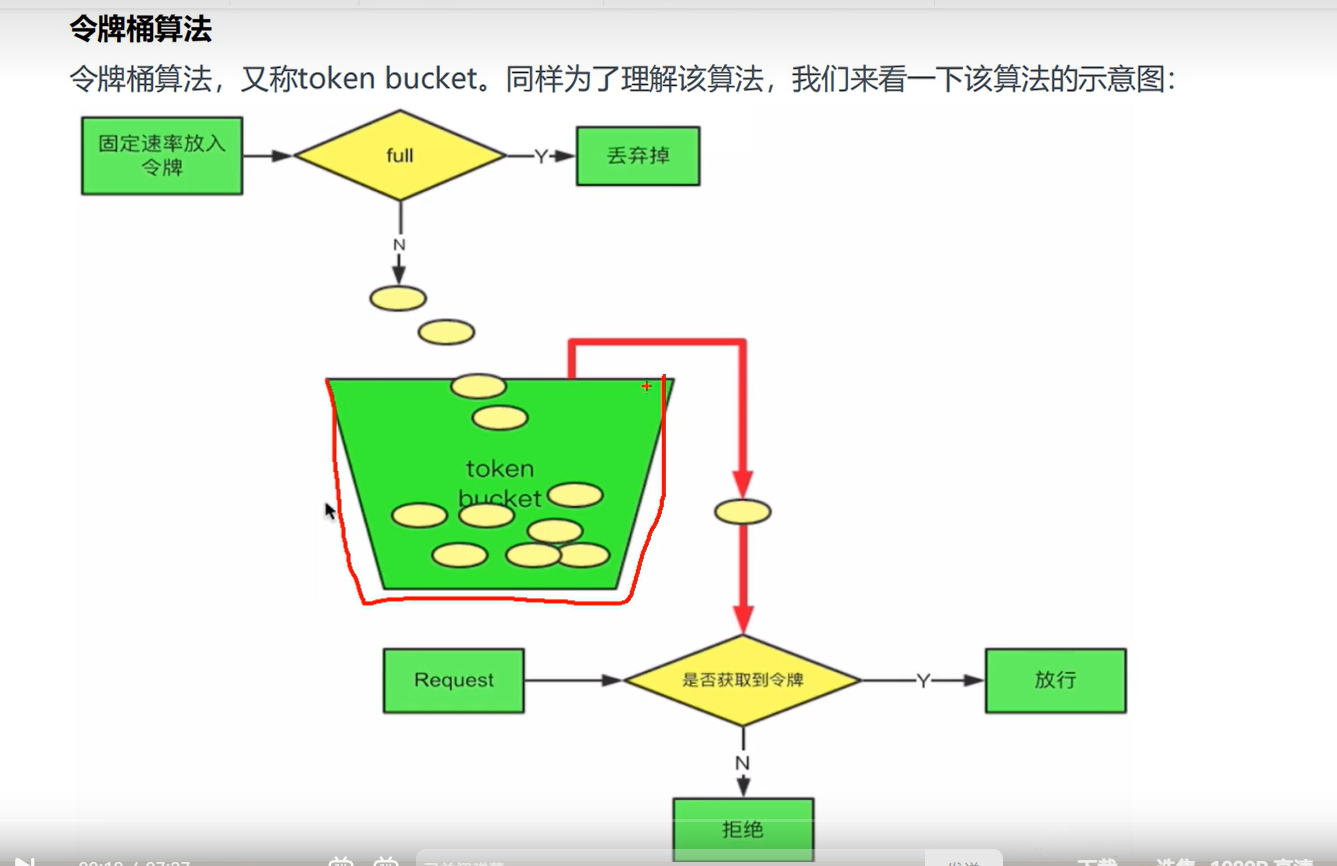 令牌桶算法
令牌桶算法，又称token bucket。同样为了理解该算法，我们来看一下该算法的示意图：
固定速率放入
令牌
full
Y
丢弃掉
N
token
bucket
Request
是否获取到令牌
Y
放行
N
拒绝